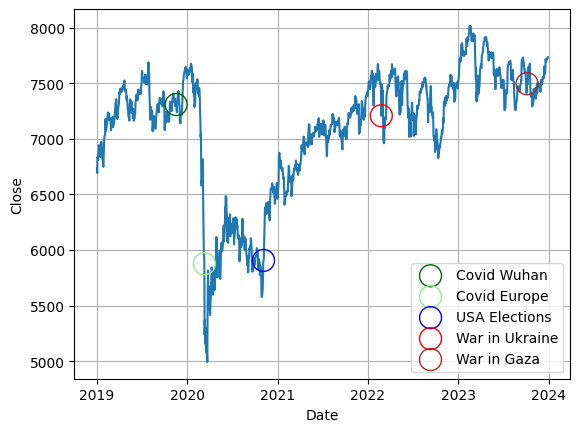 8000
7500
7000
6500
6000
5500
5000
Close
2019 2020 2021 2022 2023 2024
Date
Covid Wuhan
Covid Europe
USA Elections
War in Ukraine
War in Gaza